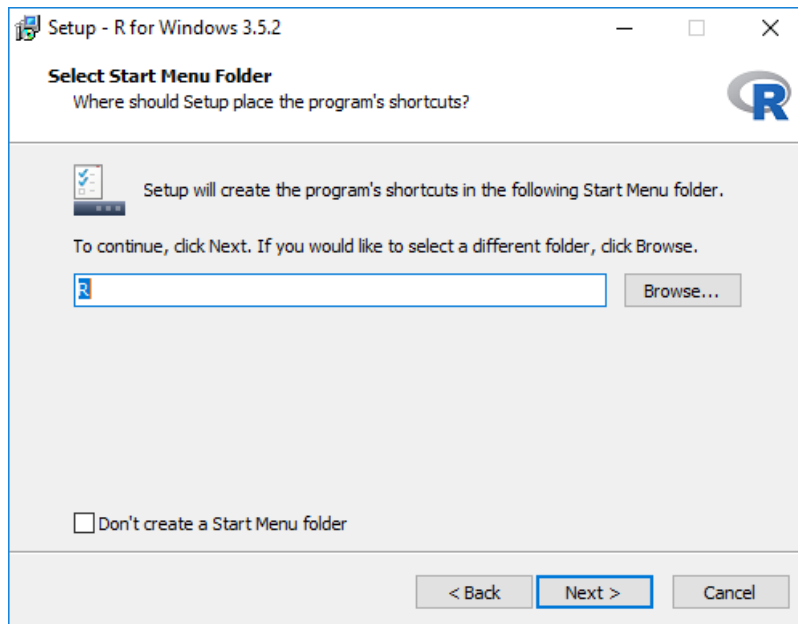 Setup - R for Windows 3.5.2
Select Start Menu Folder
Where should Setup place the program's shortcuts?
R
Setup will create the program's shortcuts in the following Start Menu folder.
To continue, click Next. If you would like to select a different folder, click Browse.
R
Browse...
Don't create a Start Menu folder
< Back
Next >
Cancel